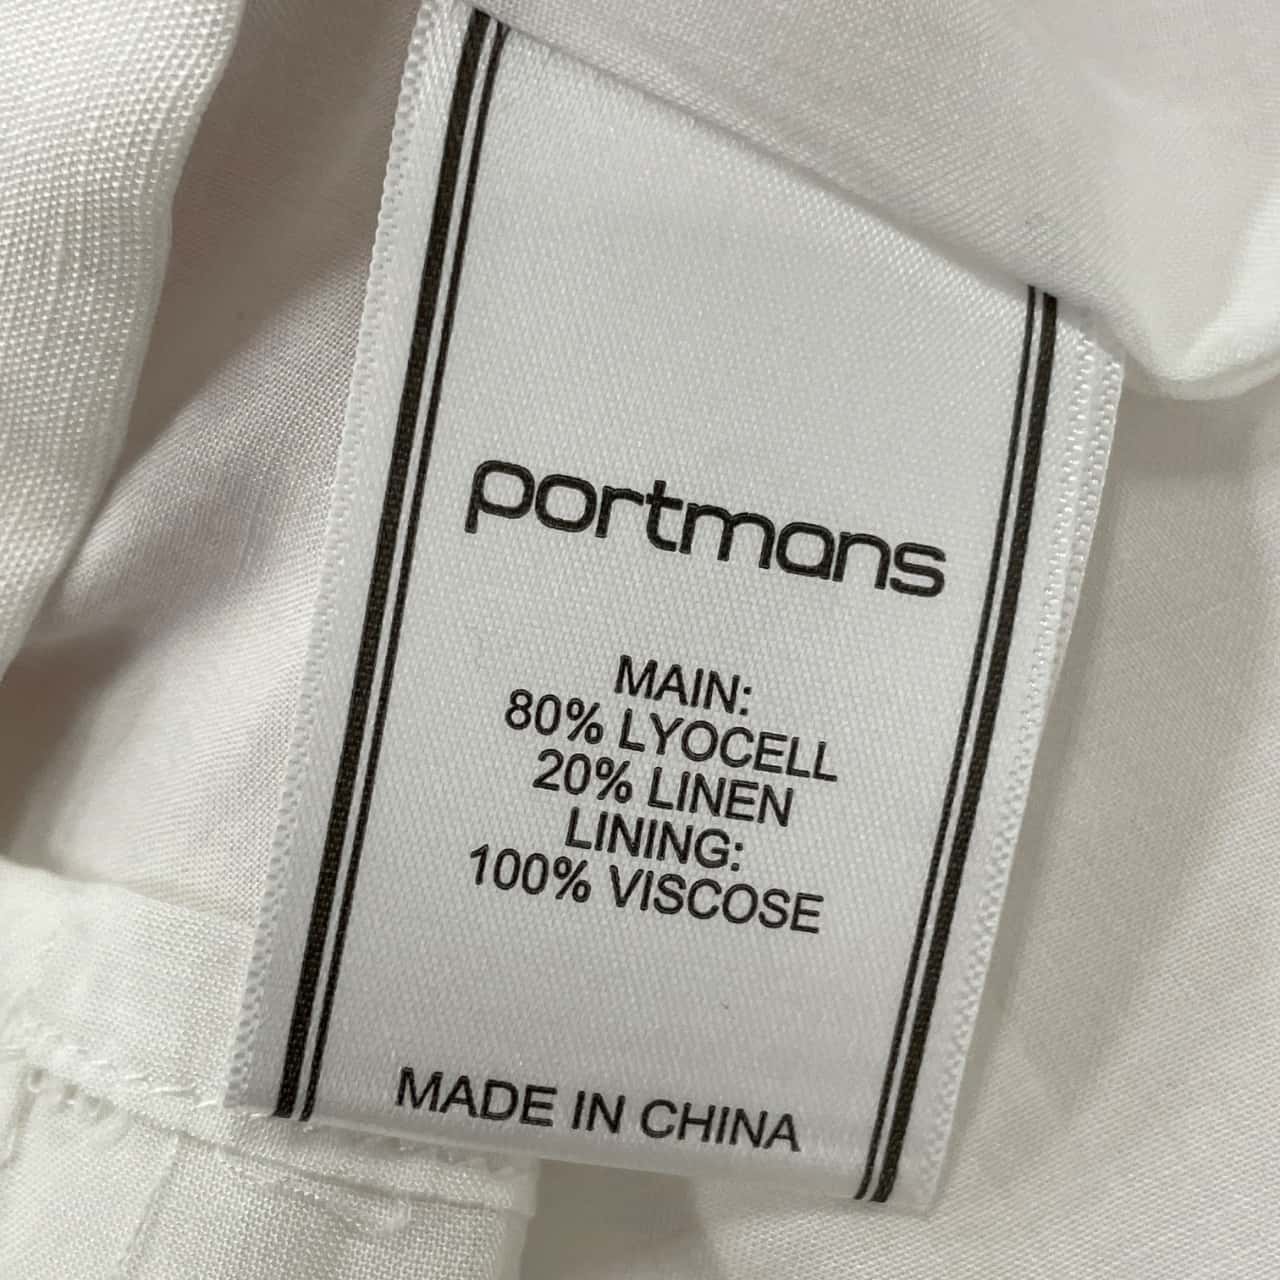 portmans
MAIN:
80% LYOCELL
20% LINEN
LINING:
100% VISCOSE
MADE IN CHINA